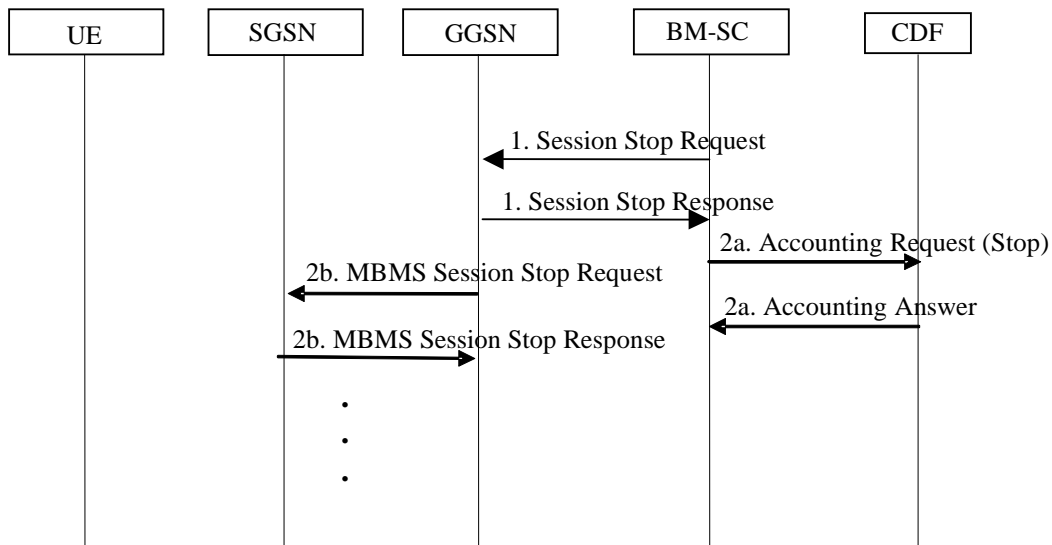 UE
SGSN
GGSN
BM-SC
CDF
1. Session Stop Request
1. Session Stop Response
2a. Accounting Request (Stop)
2b. MBMS Session Stop Request
2a. Accounting Answer
2b. MBMS Session Stop Response